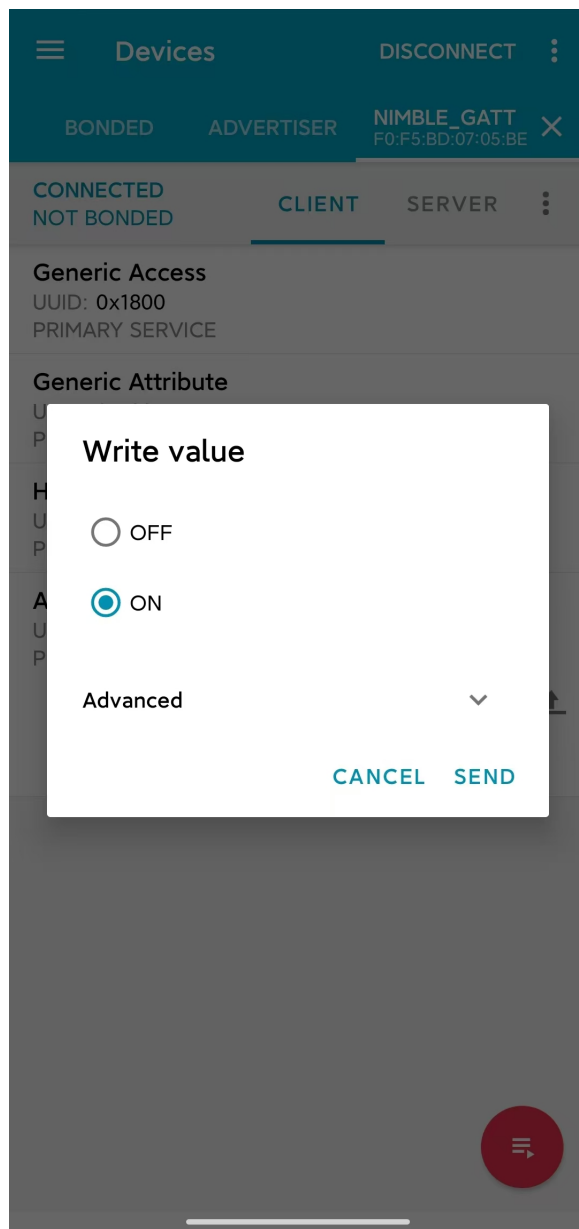 Devices
DISCONNECT
BONDED
ADVERTISER
NIMBLE_GATT
F0:F5:BD:07:05:BE
CONNECTED
NOT BONDED
CLIENT
SERVER
Generic Access
UUID: 0x1800
PRIMARY SERVICE
Generic Attribute
U
P
H
U
P
A
U
P
Write value
OFF
ON
Advanced
CANCEL
SEND